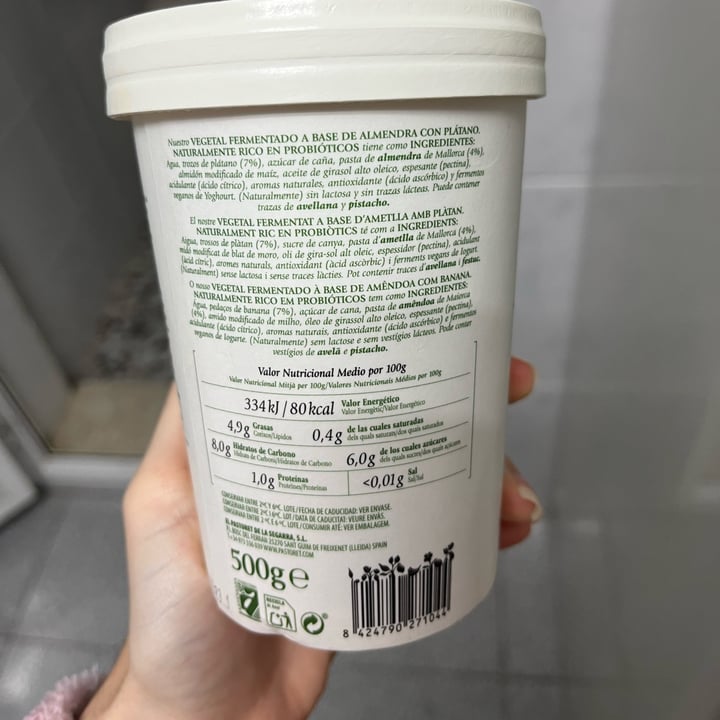 Nuestro VEGETAL FERMENTADO A BASE DE ALMENDRA CON PLÁTANO.
NATURALMENTE RICO EN PROBIÓTICOS tiene como INGREDIENTES:
Agua, trozos de plátano (7%), azúcar de caña, pasta de almendra de Mallorca (4%),
almidón modificado de maíz, aceite de girasol alto oleico, espesante (pectina),
acidulante (ácido cítrico), aromas naturales, antioxidante (ácido ascórbico) y fermentos
veganos de Yoghourt. (Naturalmente) sin lactosa y sin trazas lácteas. Puede contener
trazas de avellana y pistacho.
El nostre VEGETAL FERMENTAT A BASE D'AMETLLA AMB PLÀTAN.
NATURALMENT RIC EN PROBIÒTICS té com a INGREDIENTS:
Aigua, trossos de plàtan (7%), sucre de canya, pasta d'ametlla de Mallorca (4%),
midó modificat de blat de moro, oli de gira-sol alt oleic, espessidor (pectina), acidulant
(àcid cítric), aromes naturals, antioxidant (àcid ascòrbic) i ferments vegans de Iogurt.
(Naturalment) sense lactosa i sense traces làcties. Pot contenir traces d'avellana i festuc.
O nosso VEGETAL FERMENTADO À BASE DE AMÊNDOA COM BANANA.
NATURALMENTE RICO EM PROBIÓTICOS tem como INGREDIENTES:
Água, pedaços de banana (7%), açúcar de cana, pasta de amêndoa de Maiorca
(4%), amido modificado de milho, óleo de girassol alto oleico, espessante (pectina),
acidulante (ácido cítrico), aromas naturais, antioxidante (ácido ascórbico) e fermentos
veganos de Iogurte. (Naturalmente) sem lactose e sem vestígios lácteos. Pode conter
vestígios de avelã e pistacho.
Valor Nutricional Medio por 100g
Valor Nutricional Mitjà per 100g/Valores Nutricionais Médios por 100g
334kJ/80kcal Valor Energético
Valor Energètic/Valor Energético
4,9g Grasas
Greixos/Lípidos
0,4g de las cuales saturadas
dels quals saturats/dos quais saturados
8,0g Hidratos de Carbono
Hidrats de Carboni/Hidratos de Carbono
6,0g de los cuales azúcares
dels quals sucres/dos quais açúcares
1,0g Proteínas
Proteïnes/Proteínas
<0,01g Sal
Sal/Sal
CONSERVAR ENTRE 2ºC Y 6ºC. LOTE/FECHA DE CADUCIDAD: VER ENVASE.
CONSERVAR ENTRE 2ºC I 6ºC. LOT/DATA DE CADUCITAT: VEURE ENVÀS.
CONSERVAR ENTRE 2ºC E 6ºC. LOTE/CONSUMIR ATÉ: VER EMBALAGEM.
EL PASTORET DE LA SEGARRA, S.L.
25270 SANT GUIM DE FREIXENET (LLEIDA) SPAIN
WWW.PASTORET.COM
500g e
8 424790 271044